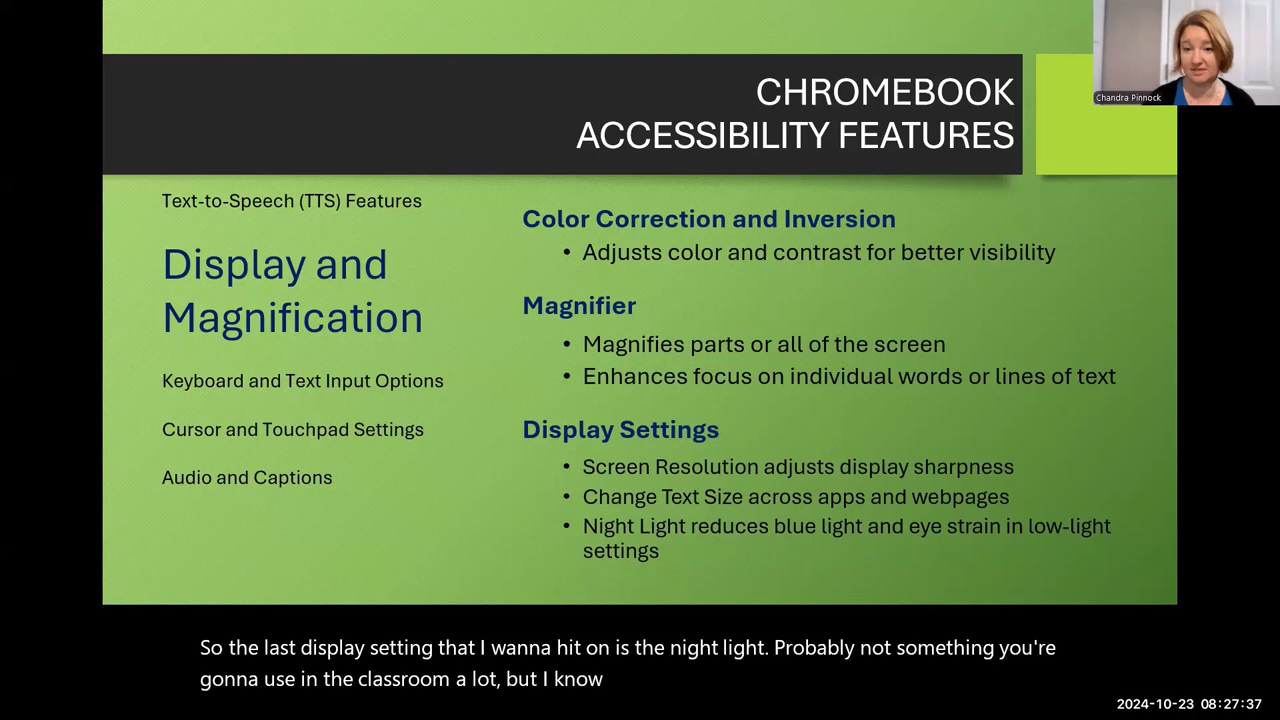 CHROMEBOOK
ACCESSIBILITY FEATURES
Chandra Pinnock
Text-to-Speech (TTS) Features
Display and
Magnification
Keyboard and Text Input Options
Cursor and Touchpad Settings
Audio and Captions
Color Correction and Inversion
• Adjusts color and contrast for better visibility
Magnifier
• Magnifies parts or all of the screen
• Enhances focus on individual words or lines of text
Display Settings
• Screen Resolution adjusts display sharpness
• Change Text Size across apps and webpages
• Night Light reduces blue light and eye strain in low-light
settings
So the last display setting that I wanna hit on is the night light. Probably not something you're
gonna use in the classroom a lot, but I know
2024-10-23 08:27:37